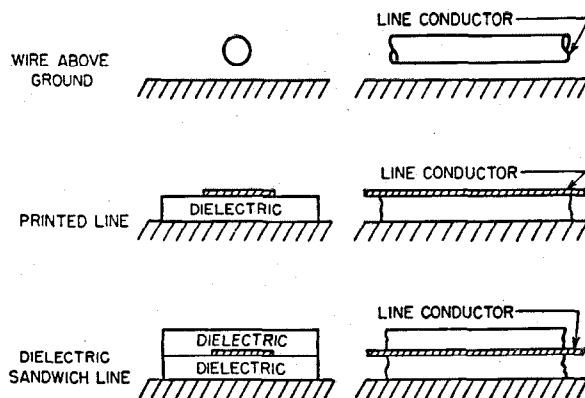 LINE CONDUCTOR
WIRE ABOVE
GROUND
LINE CONDUCTOR
DIELECTRIC
PRINTED LINE
LINE CONDUCTOR
DIELECTRIC
DIELECTRIC
DIELECTRIC
SANDWICH LINE